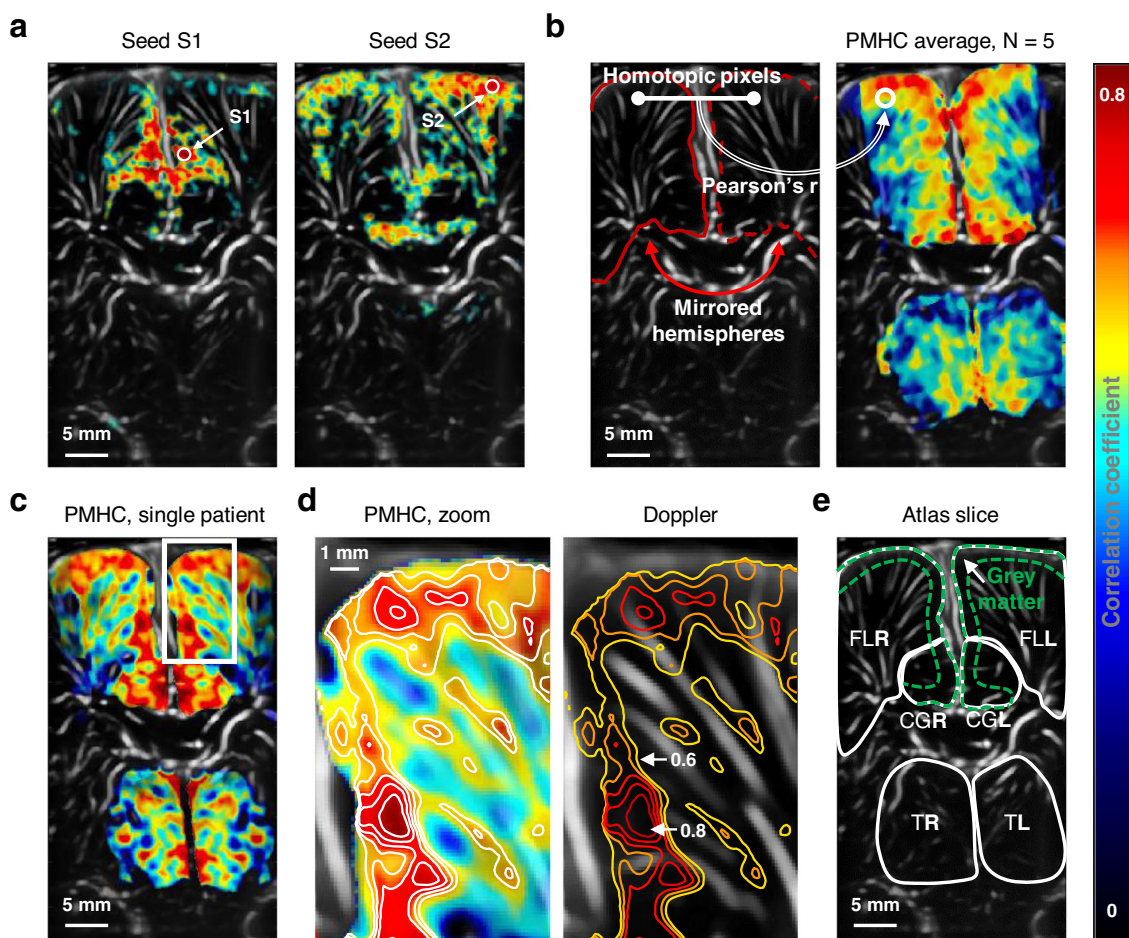 a
Seed S1
Seed S2
S1
S2
5 mm
b
PMHC average, N = 5
Homotopic pixels
Pearson's r
Mirrored
hemispheres
5 mm
0.8
Correlation coefficient
0
c
PMHC, single patient
5 mm
d
PMHC, zoom
Doppler
1 mm
0.6
0.8
e
Atlas slice
Grey
matter
FLR
FLL
CGR
CGL
TR
TL
5 mm